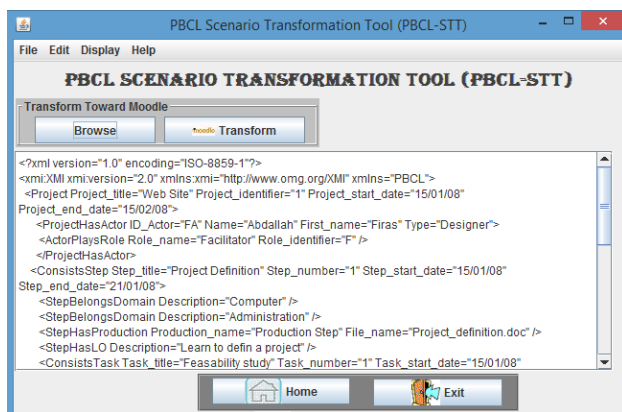 PBCL Scenario Transformation Tool (PBCL-STT)
File Edit Display Help
PBCL SCENARIO TRANSFORMATION TOOL (PBCL-STT)
Transform Toward Moodle
Browse
moodle Transform
<?xml version="1.0" encoding="ISO-8859-1"?>
<xmi:XMI xmi:version="2.0" xmlns:xmi="http://www.omg.org/XMI" xmlns="PBCL">
<Project Project_title="Web Site" Project_identifier="1" Project_start_date="15/01/08"
Project_end_date="15/02/08">
<ProjectHasActor ID_Actor="FA" Name="Abdallah" First_name="Firas" Type="Designer">
<ActorPlaysRole Role_name="Facilitator" Role_identifier="F" />
</ProjectHasActor>
<ConsistsStep Step_title="Project Definition" Step_number="1" Step_start_date="15/01/08"
Step_end_date="21/01/08">
<StepBelongsDomain Description="Computer" />
<StepBelongsDomain Description="Administration" />
<StepHasProduction Production_name="Production Step" File_name="Project_definition.doc" />
<StepHasLO Description="Learn to defin a project" />
<ConsistsTask Task_title="Feasability study" Task_number="1" Task_start_date="15/01/08"
Home
Exit